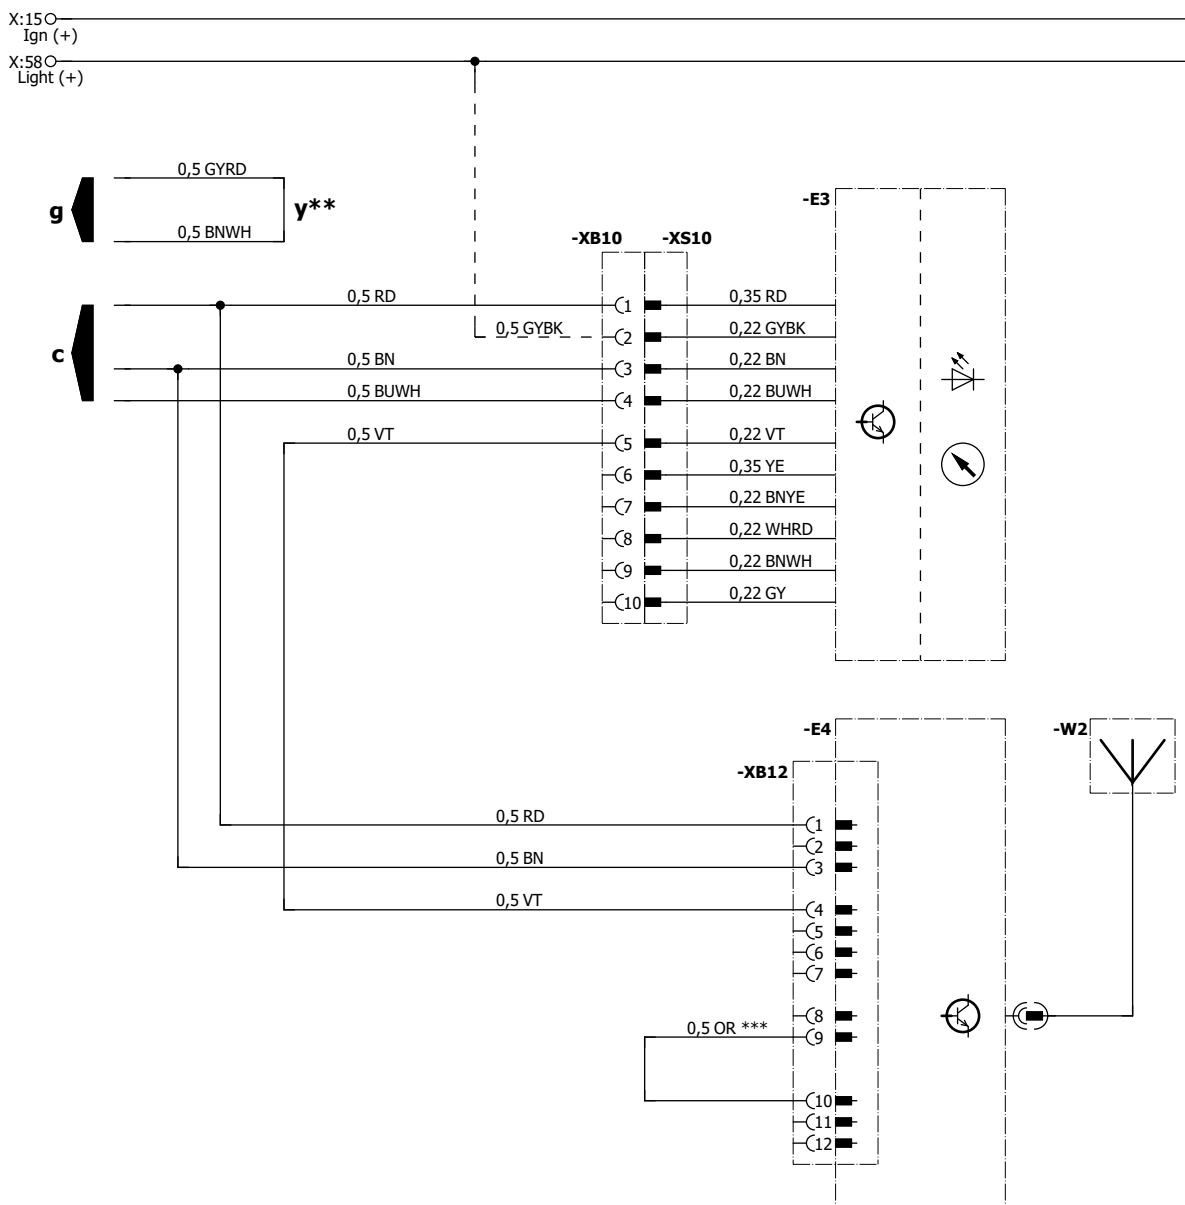 X:15
Ign (+)
X:58
Light (+)
0,5 GYRD
g
y**
0,5 BNWH
-E3
-XB10 -XS10
0,5 RD 1 0,35 RD
0,5 GYBK 2 0,22 GYBK
c
0,5 BN 3 0,22 BN
0,5 BUWH 4 0,22 BUWH
0,5 VT 5 0,22 VT
6 0,35 YE
7 0,22 BNYE
8 0,22 WHRD
9 0,22 BNWH
10 0,22 GY
-E4
-W2
-XB12
0,5 RD 1
2
0,5 BN 3
0,5 VT 4
5
6
7
8
0,5 OR *** 9
10
11
12